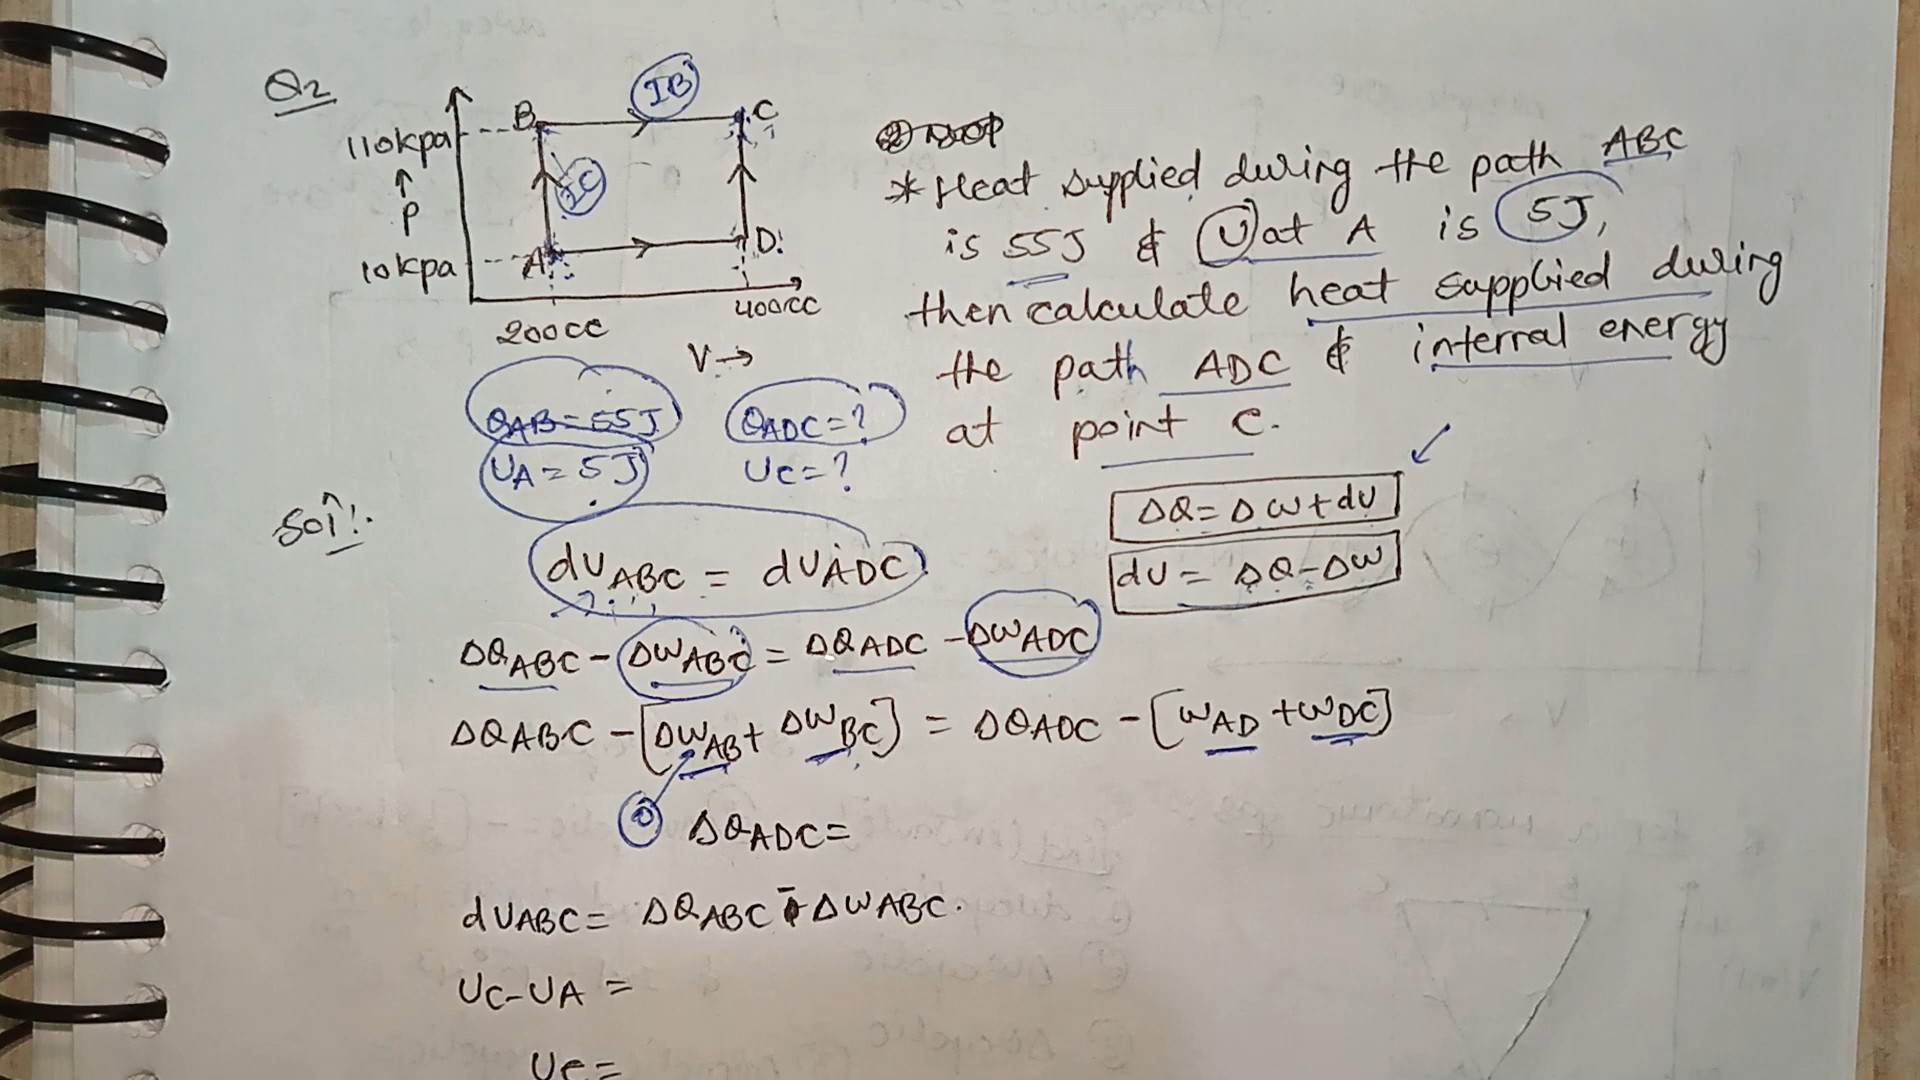 Q2
B
IB
C
110kpa
↑
P
IC
10kpa
A
D
200cc
400cc
V→
* Heat supplied during the path ABC
is 55J & U at A is 5J,
then calculate heat supplied during
the path ADC & internal energy
at point C.
QAB = 55J
QADC = ?
UA = 5J
UC = ?
Sol:
ΔQ = ΔW + dU
dU = ΔQ - ΔW
dUABC = dUADC
ΔQABC - ΔWABC = ΔQADC - ΔWADC
ΔQABC - [ΔWAB + ΔWBC] = ΔQADC - [WAD + WDC]
0
ΔQADC =
dUABC = ΔQABC - ΔWABC.
UC - UA =
UC =